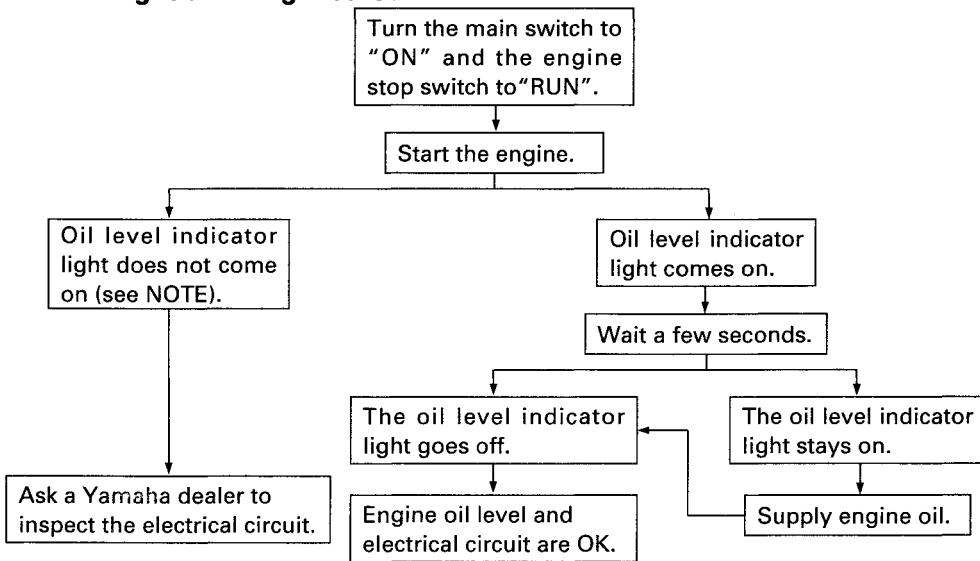 Turn the main switch to
"ON" and the engine
stop switch to"RUN".
Start the engine.
Oil level indicator
light does not come
on (see NOTE).
Oil level indicator
light comes on.
Wait a few seconds.
The oil level indicator
light goes off.
The oil level indicator
light stays on.
Ask a Yamaha dealer to
inspect the electrical circuit.
Engine oil level and
electrical circuit are OK.
Supply engine oil.